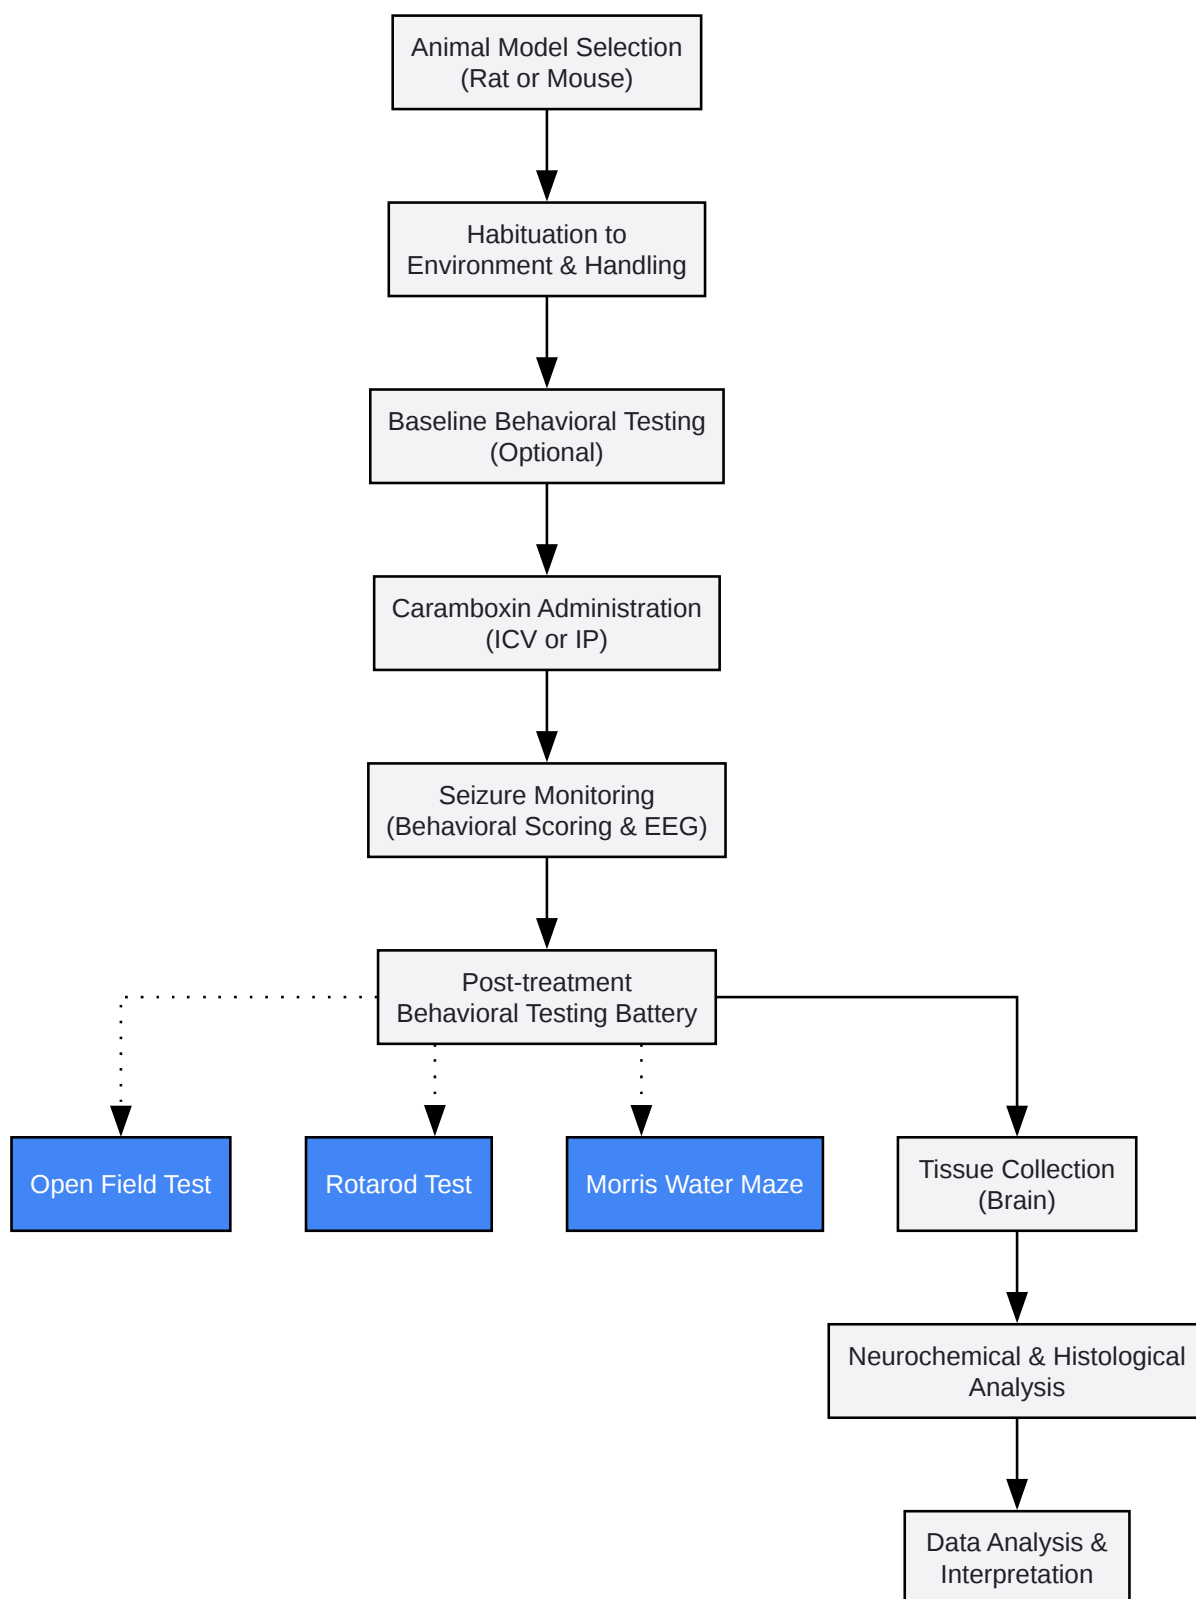 Animal Model Selection
(Rat or Mouse)
Habituation to
Environment & Handling
Baseline Behavioral Testing
(Optional)
Caramboxin Administration
(ICV or IP)
Seizure Monitoring
(Behavioral Scoring & EEG)
Post-treatment
Behavioral Testing Battery
Open Field Test
Rotarod Test
Morris Water Maze
Tissue Collection
(Brain)
Neurochemical & Histological
Analysis
Data Analysis &
Interpretation